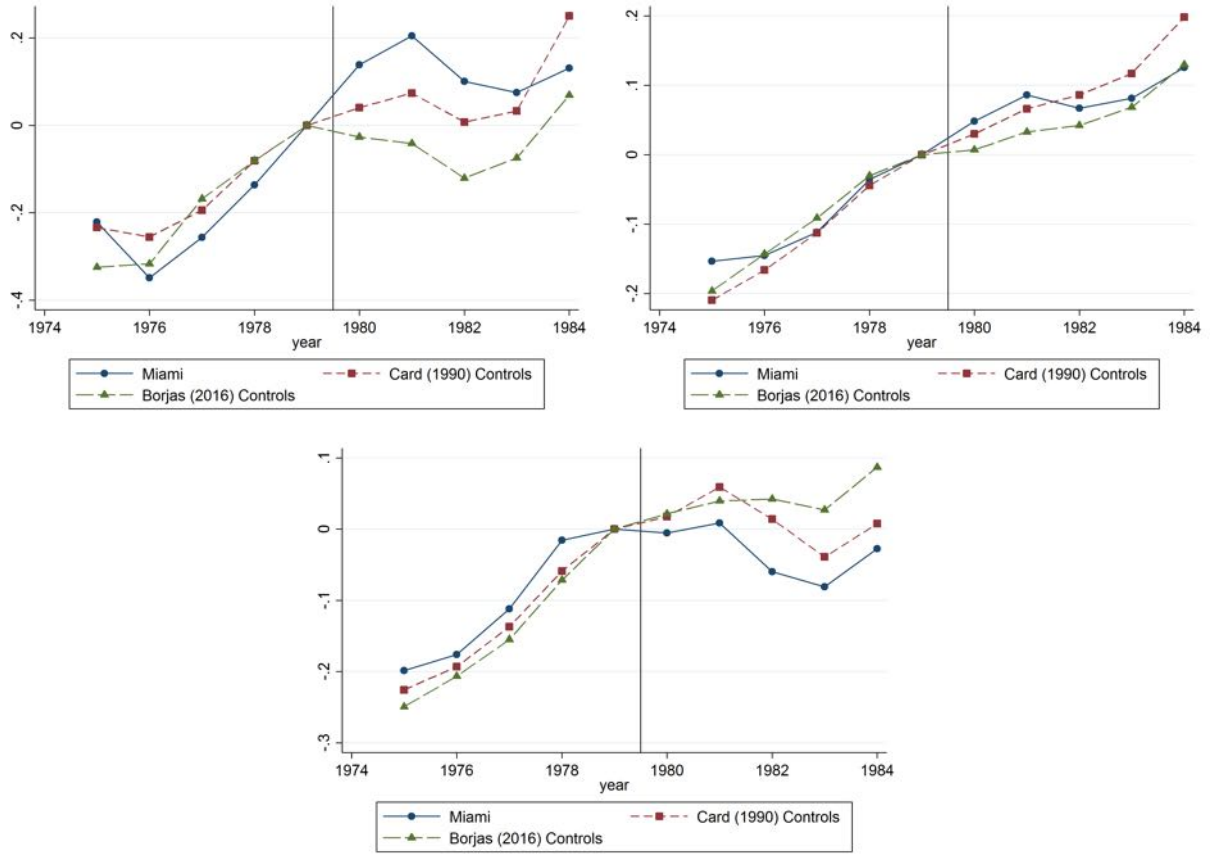 .2
0
-.2
-.4
1974 1976 1978 1980 1982 1984
year
Miami Card (1990) Controls
Borjas (2016) Controls
.2
.1
0
-.1
-.2
1974 1976 1978 1980 1982 1984
year
Miami Card (1990) Controls
Borjas (2016) Controls
.1
0
-.1
-.2
-.3
1974 1976 1978 1980 1982 1984
year
Miami Card (1990) Controls
Borjas (2016) Controls